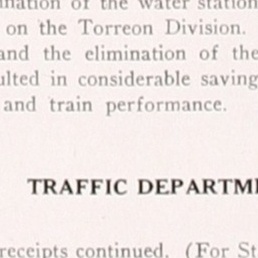 ination of the water station
on the Torreon Division.
and the elimination of the
ulted in considerable saving
and train performance.
TRAFFIC DEPARTME
receipts continued. (For St